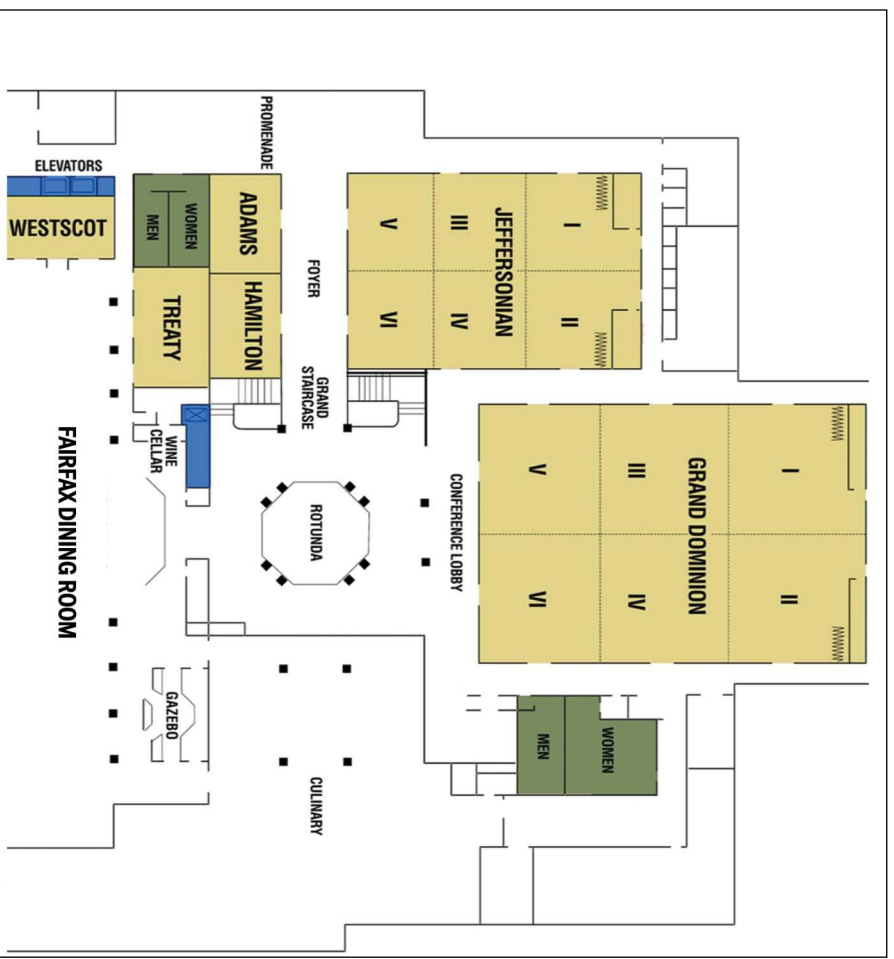 PROMENADE
ELEVATORS
WESTSCOT
MEN
WOMEN
ADAMS
TREATY
HAMILTON
FOYER
V
III
JEFFERSONIAN
I
VI
IV
II
GRAND
STAIRCASE
WINE
CELLAR
FAIRFAX DINING ROOM
ROTUNDA
CONFERENCE LOBBY
V
III
GRAND DOMINION
I
VI
IV
II
GAZEBO
CULINARY
MEN
WOMEN